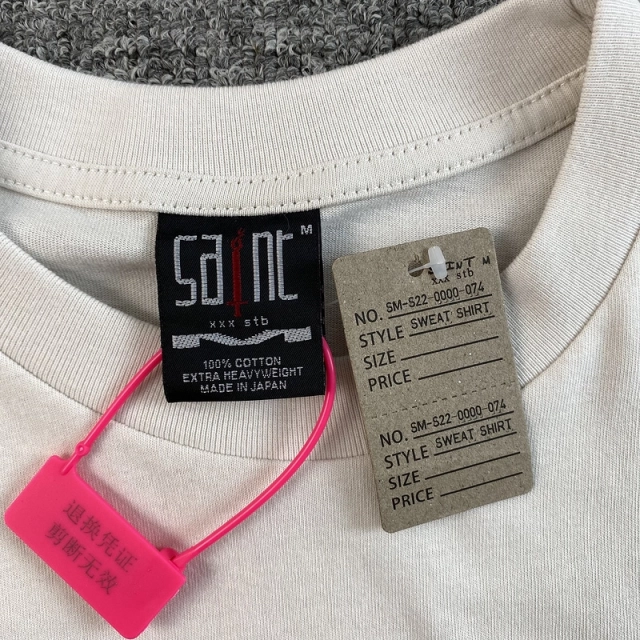 saint M
xxx stb
100% COTTON
EXTRA HEAVYWEIGHT
MADE IN JAPAN
SAINT M
xxx stb
NO. SM-S22-0000-074
STYLE SWEAT SHIRT
SIZE
PRICE
NO. SM-S22-0000-074
STYLE SWEAT SHIRT
SIZE
PRICE
退换凭证
剪断无效